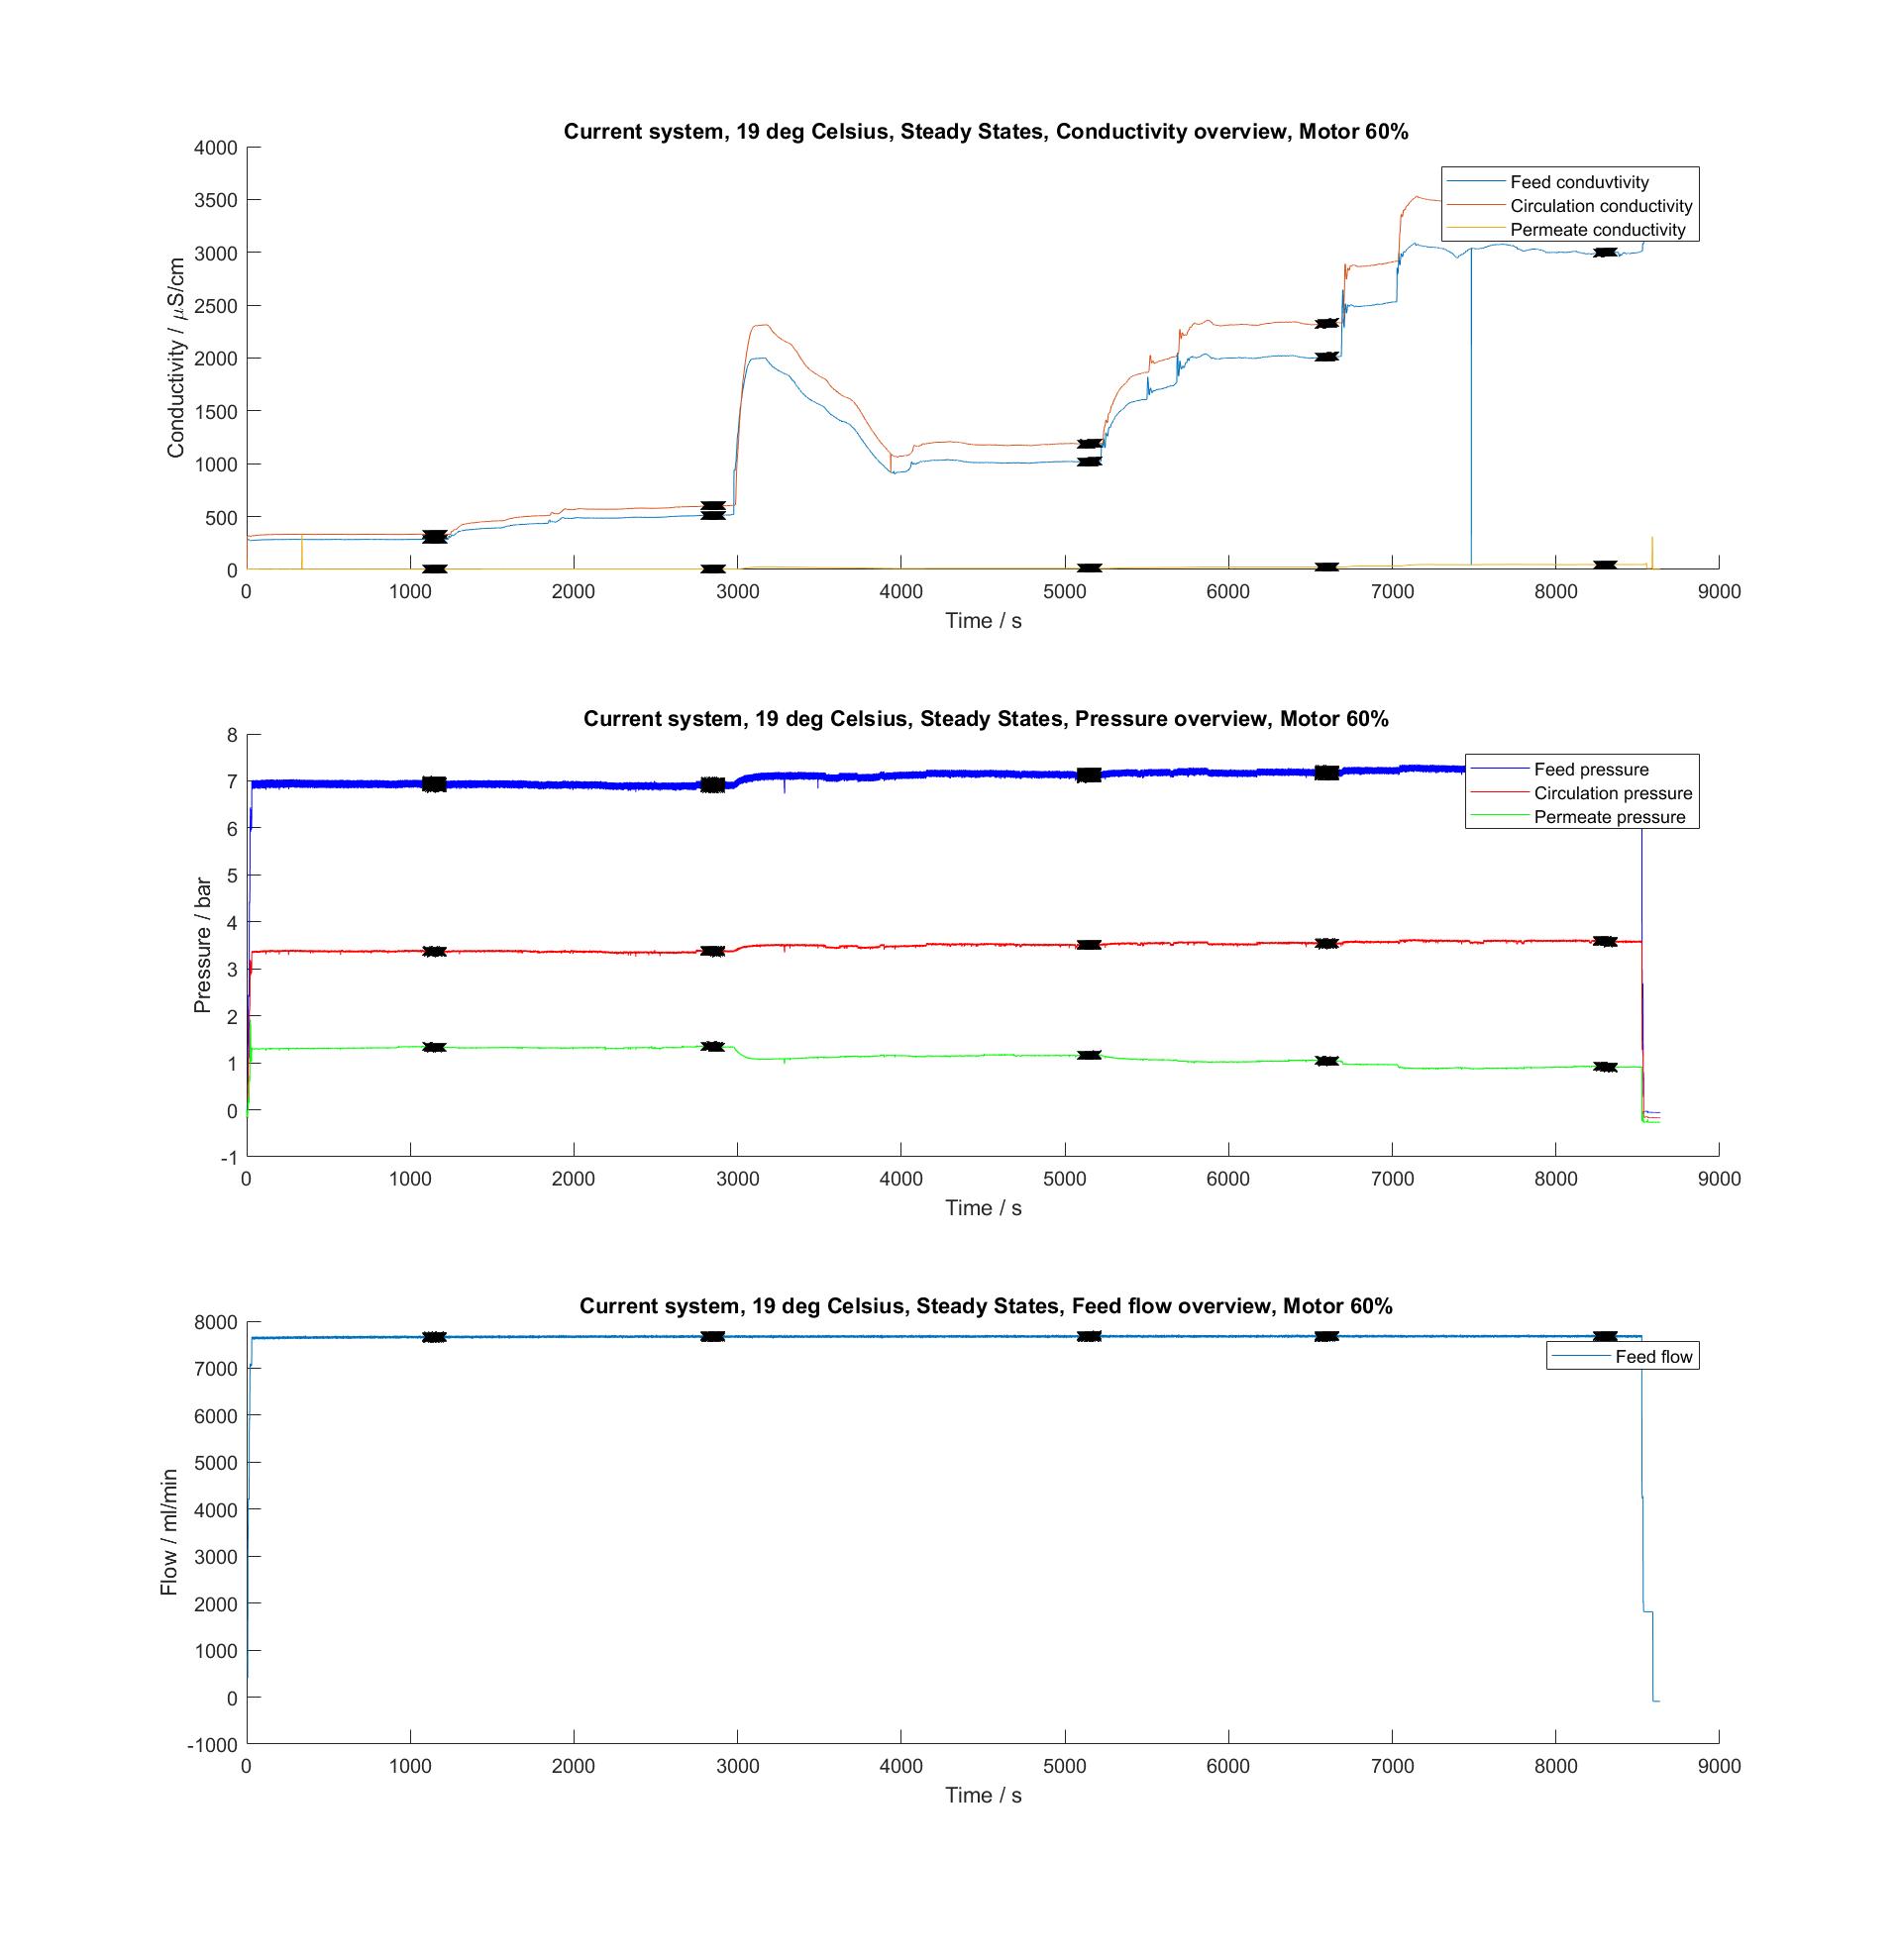 Current system, 19 deg Celsius, Steady States, Conductivity overview, Motor 60%
4000
3500
3000
2500
2000
1500
1000
500
0
Conductivity / μS/cm
Feed conduvtivity
Circulation conductivity
Permeate conductivity
0 1000 2000 3000 4000 5000 6000 7000 8000 9000
Time / s
Current system, 19 deg Celsius, Steady States, Pressure overview, Motor 60%
8
7
6
5
4
3
2
1
0
-1
Pressure / bar
Feed pressure
Circulation pressure
Permeate pressure
0 1000 2000 3000 4000 5000 6000 7000 8000 9000
Time / s
Current system, 19 deg Celsius, Steady States, Feed flow overview, Motor 60%
8000
7000
6000
5000
4000
3000
2000
1000
0
-1000
Flow / ml/min
Feed flow
0 1000 2000 3000 4000 5000 6000 7000 8000 9000
Time / s